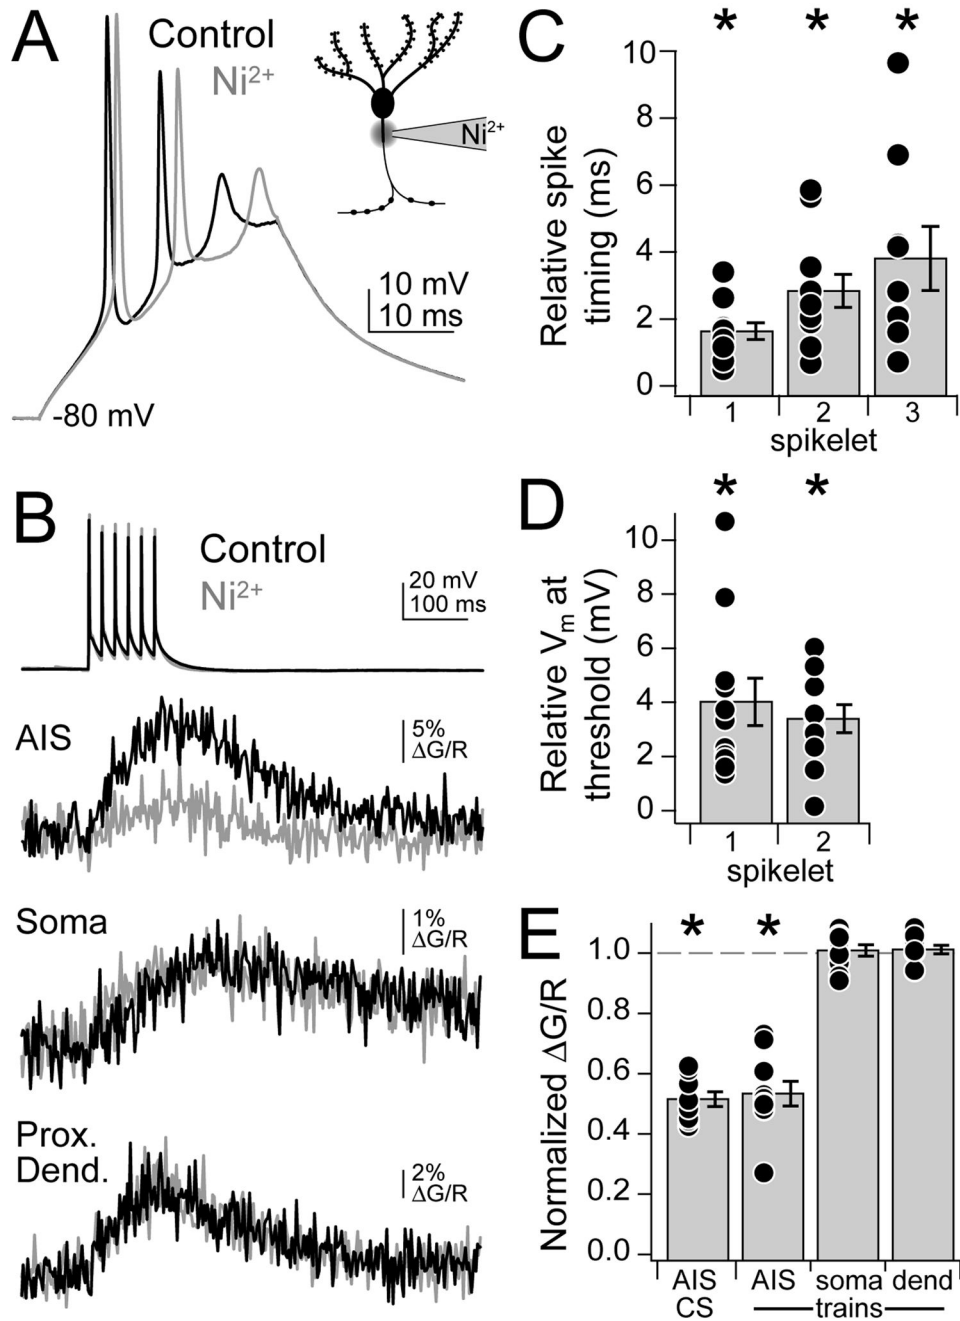 A
Control
Ni²⁺
Ni²⁺
10 mV
10 ms
-80 mV
B
Control
Ni²⁺
20 mV
100 ms
AIS
5%
ΔG/R
Soma
1%
ΔG/R
Prox.
Dend.
2%
ΔG/R
C
* * *
Relative spike
timing (ms)
10
8
6
4
2
0
1 2 3
spikelet
D
* *
Relative Vₘ at
threshold (mV)
10
8
6
4
2
0
1 2
spikelet
E
* *
Normalized ΔG/R
1.0
0.8
0.6
0.4
0.2
0.0
AIS AIS soma dend
CS trains